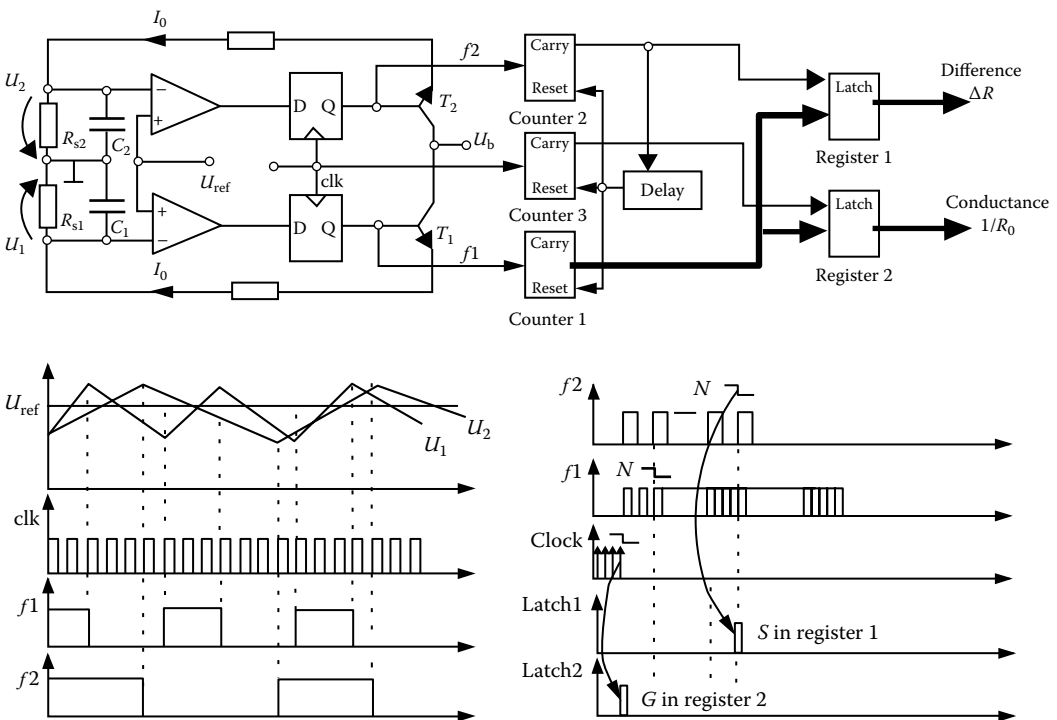 I0
f2
Carry
Reset
Counter 2
U2
Rs2
C2
−
+
D Q
T2
Ub
Uref
clk
Carry
Reset
Counter 3
Delay
Latch
Register 1
Difference
ΔR
U1
Rs1
C1
+
−
D Q
T1
f1
I0
Carry
Reset
Counter 1
Latch
Register 2
Conductance
1/R0
Uref
U1
U2
clk
f1
f2
f2
N
f1
N
Clock
Latch1
S in register 1
Latch2
G in register 2